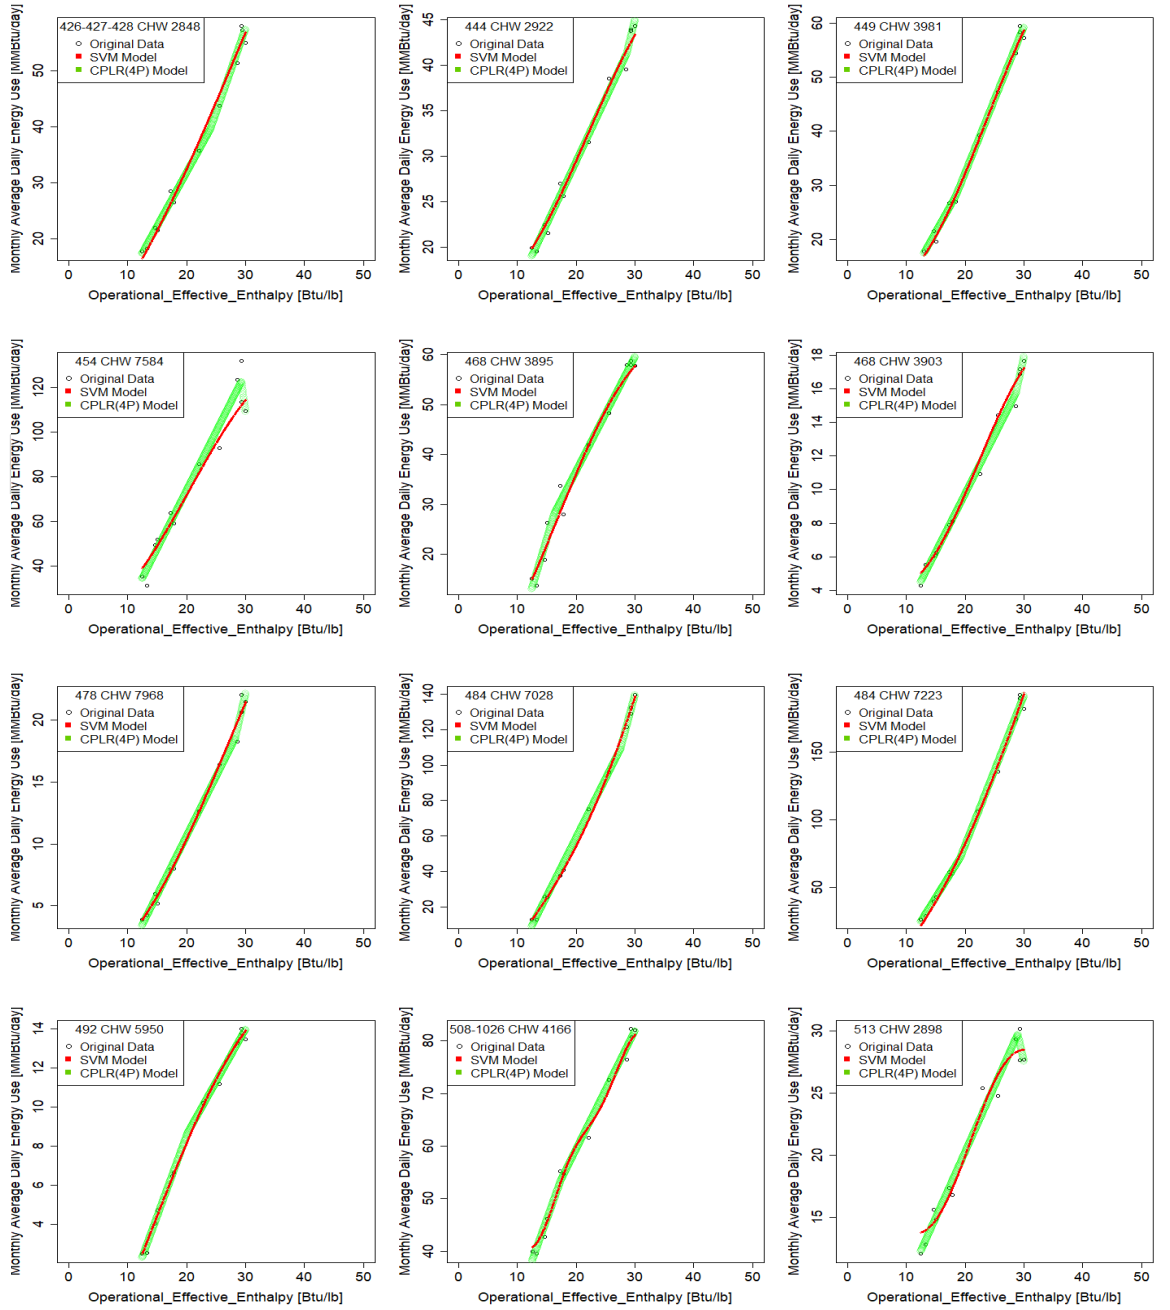 426-427-428 CHW 2848
Original Data
SVM Model
CPLR(4P) Model
Monthly Average Daily Energy Use [MMBtu/day]
20 30 40 50
0 10 20 30 40 50
Operational_Effective_Enthalpy [Btu/lb]
444 CHW 2922
Original Data
SVM Model
CPLR(4P) Model
Monthly Average Daily Energy Use [MMBtu/day]
20 25 30 35 40 45
0 10 20 30 40 50
Operational_Effective_Enthalpy [Btu/lb]
449 CHW 3981
Original Data
SVM Model
CPLR(4P) Model
Monthly Average Daily Energy Use [MMBtu/day]
20 30 40 50 60
0 10 20 30 40 50
Operational_Effective_Enthalpy [Btu/lb]
454 CHW 7584
Original Data
SVM Model
CPLR(4P) Model
Monthly Average Daily Energy Use [MMBtu/day]
40 60 80 100 120
0 10 20 30 40 50
Operational_Effective_Enthalpy [Btu/lb]
468 CHW 3895
Original Data
SVM Model
CPLR(4P) Model
Monthly Average Daily Energy Use [MMBtu/day]
20 30 40 50 60
0 10 20 30 40 50
Operational_Effective_Enthalpy [Btu/lb]
468 CHW 3903
Original Data
SVM Model
CPLR(4P) Model
Monthly Average Daily Energy Use [MMBtu/day]
4 6 8 10 12 14 16 18
0 10 20 30 40 50
Operational_Effective_Enthalpy [Btu/lb]
478 CHW 7968
Original Data
SVM Model
CPLR(4P) Model
Monthly Average Daily Energy Use [MMBtu/day]
5 10 15 20
0 10 20 30 40 50
Operational_Effective_Enthalpy [Btu/lb]
484 CHW 7028
Original Data
SVM Model
CPLR(4P) Model
Monthly Average Daily Energy Use [MMBtu/day]
20 40 60 80 100 120 140
0 10 20 30 40 50
Operational_Effective_Enthalpy [Btu/lb]
484 CHW 7223
Original Data
SVM Model
CPLR(4P) Model
Monthly Average Daily Energy Use [MMBtu/day]
50 100 150
0 10 20 30 40 50
Operational_Effective_Enthalpy [Btu/lb]
492 CHW 5950
Original Data
SVM Model
CPLR(4P) Model
Monthly Average Daily Energy Use [MMBtu/day]
4 6 8 10 12 14
0 10 20 30 40 50
Operational_Effective_Enthalpy [Btu/lb]
508-1026 CHW 4166
Original Data
SVM Model
CPLR(4P) Model
Monthly Average Daily Energy Use [MMBtu/day]
40 50 60 70 80
0 10 20 30 40 50
Operational_Effective_Enthalpy [Btu/lb]
513 CHW 2898
Original Data
SVM Model
CPLR(4P) Model
Monthly Average Daily Energy Use [MMBtu/day]
15 20 25 30
0 10 20 30 40 50
Operational_Effective_Enthalpy [Btu/lb]